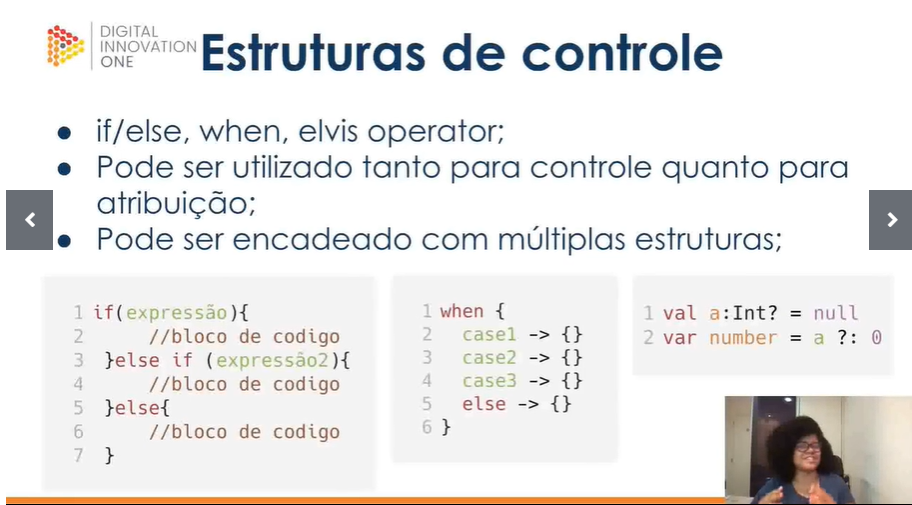 DIGITAL
INNOVATION
ONE
Estruturas de controle
● if/else, when, elvis operator;
● Pode ser utilizado tanto para controle quanto para
atribuição;
● Pode ser encadeado com múltiplas estruturas;
1 if(expressão){
2 //bloco de codigo
3 }else if (expressão2){
4 //bloco de codigo
5 }else{
6 //bloco de codigo
7 }
1 when {
2 case1 -> {}
3 case2 -> {}
4 case3 -> {}
5 else -> {}
6 }
1 val a:Int? = null
2 var number = a ?: 0